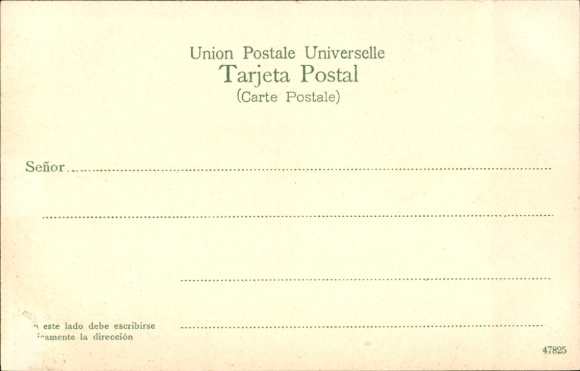 Union Postale Universelle
Tarjeta Postal
(Carte Postale)
Señor
este lado debe escribirse
la dirección
47825